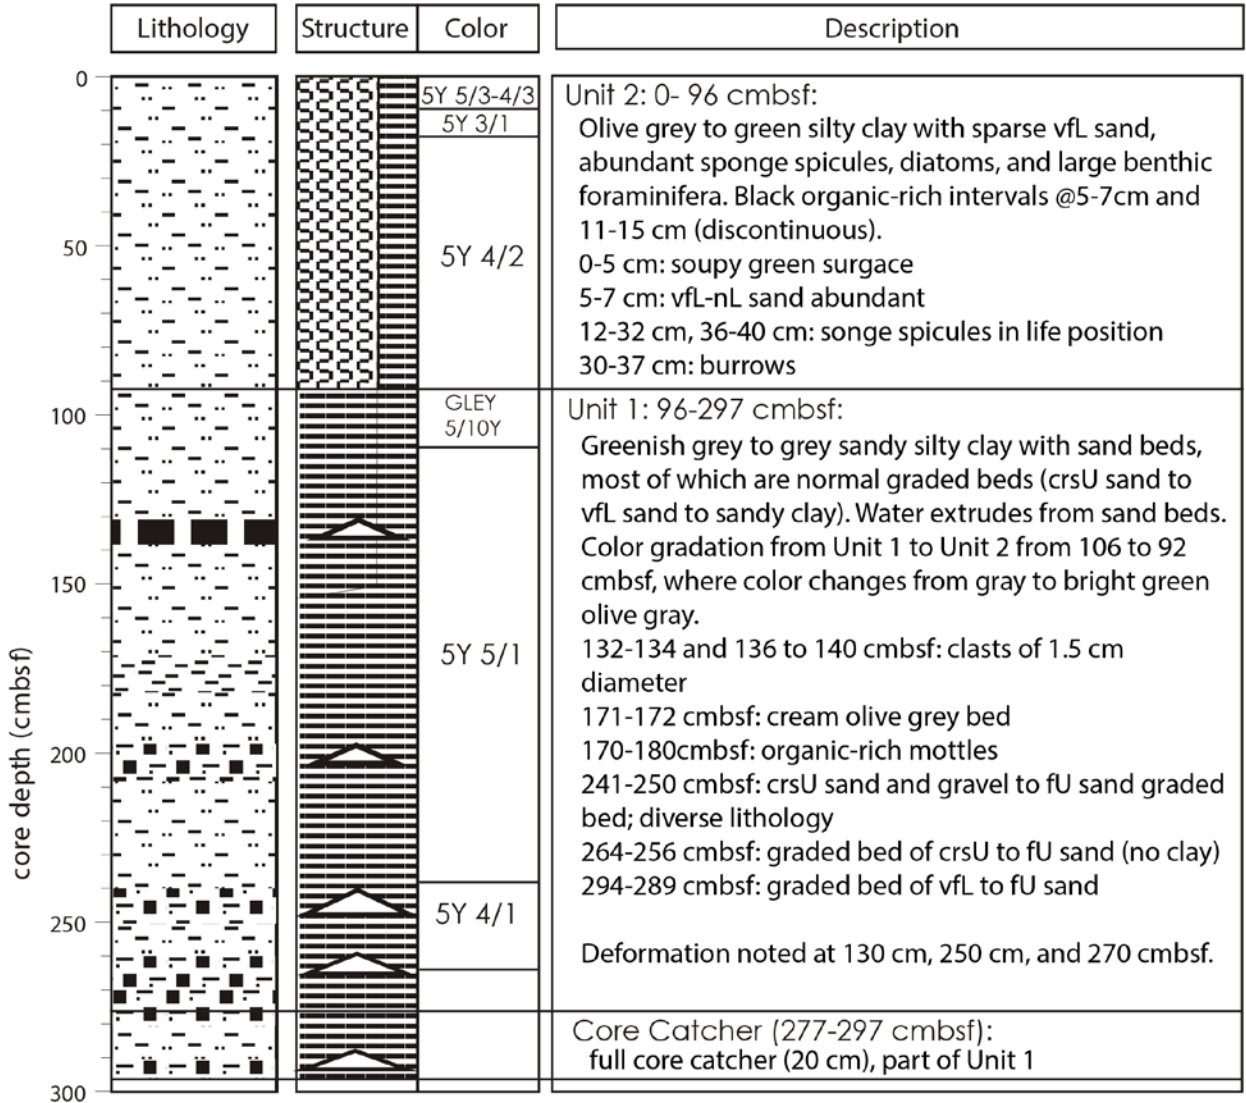 Lithology
Structure
Color
Description
0
50
100
150
200
250
300
core depth (cmbsf)
5Y 5/3-4/3
5Y 3/1
5Y 4/2
GLEY
5/10Y
5Y 5/1
5Y 4/1
Unit 2: 0- 96 cmbsf:
Olive grey to green silty clay with sparse vfL sand,
abundant sponge spicules, diatoms, and large benthic
foraminifera. Black organic-rich intervals @5-7cm and
11-15 cm (discontinuous).
0-5 cm: soupy green surgace
5-7 cm: vfL-nL sand abundant
12-32 cm, 36-40 cm: songe spicules in life position
30-37 cm: burrows
Unit 1: 96-297 cmbsf:
Greenish grey to grey sandy silty clay with sand beds,
most of which are normal graded beds (crsU sand to
vfL sand to sandy clay). Water extrudes from sand beds.
Color gradation from Unit 1 to Unit 2 from 106 to 92
cmbsf, where color changes from gray to bright green
olive gray.
132-134 and 136 to 140 cmbsf: clasts of 1.5 cm
diameter
171-172 cmbsf: cream olive grey bed
170-180cmbsf: organic-rich mottles
241-250 cmbsf: crsU sand and gravel to fU sand graded
bed; diverse lithology
264-256 cmbsf: graded bed of crsU to fU sand (no clay)
294-289 cmbsf: graded bed of vfL to fU sand
Deformation noted at 130 cm, 250 cm, and 270 cmbsf.
Core Catcher (277-297 cmbsf):
full core catcher (20 cm), part of Unit 1